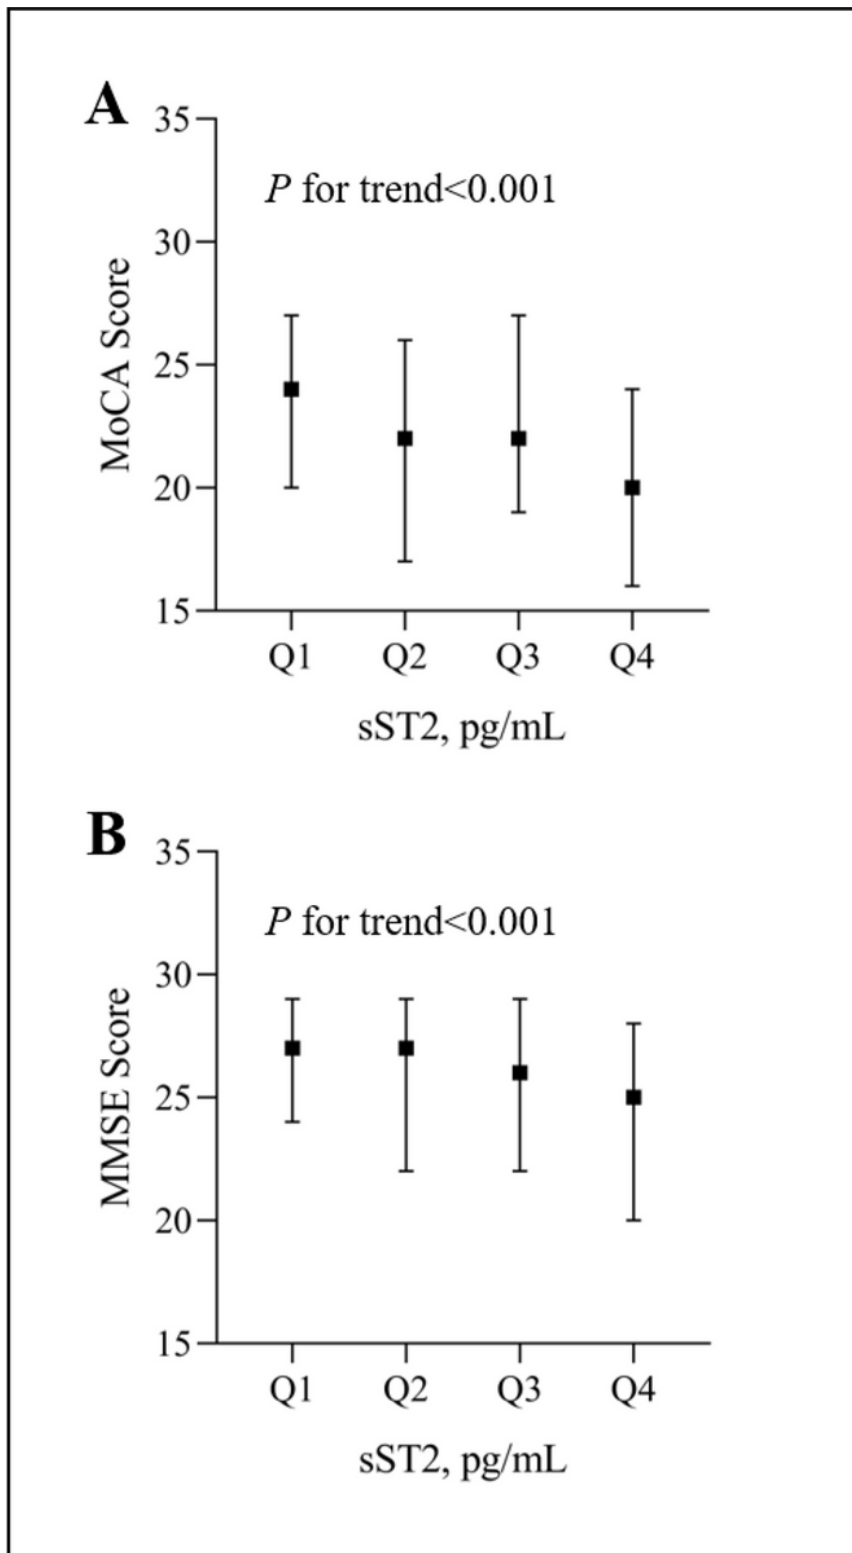 A
35
P for trend<0.001
30
25
20
15
MoCA Score
Q1 Q2 Q3 Q4
sST2, pg/mL
B
35
P for trend<0.001
30
25
20
15
MMSE Score
Q1 Q2 Q3 Q4
sST2, pg/mL